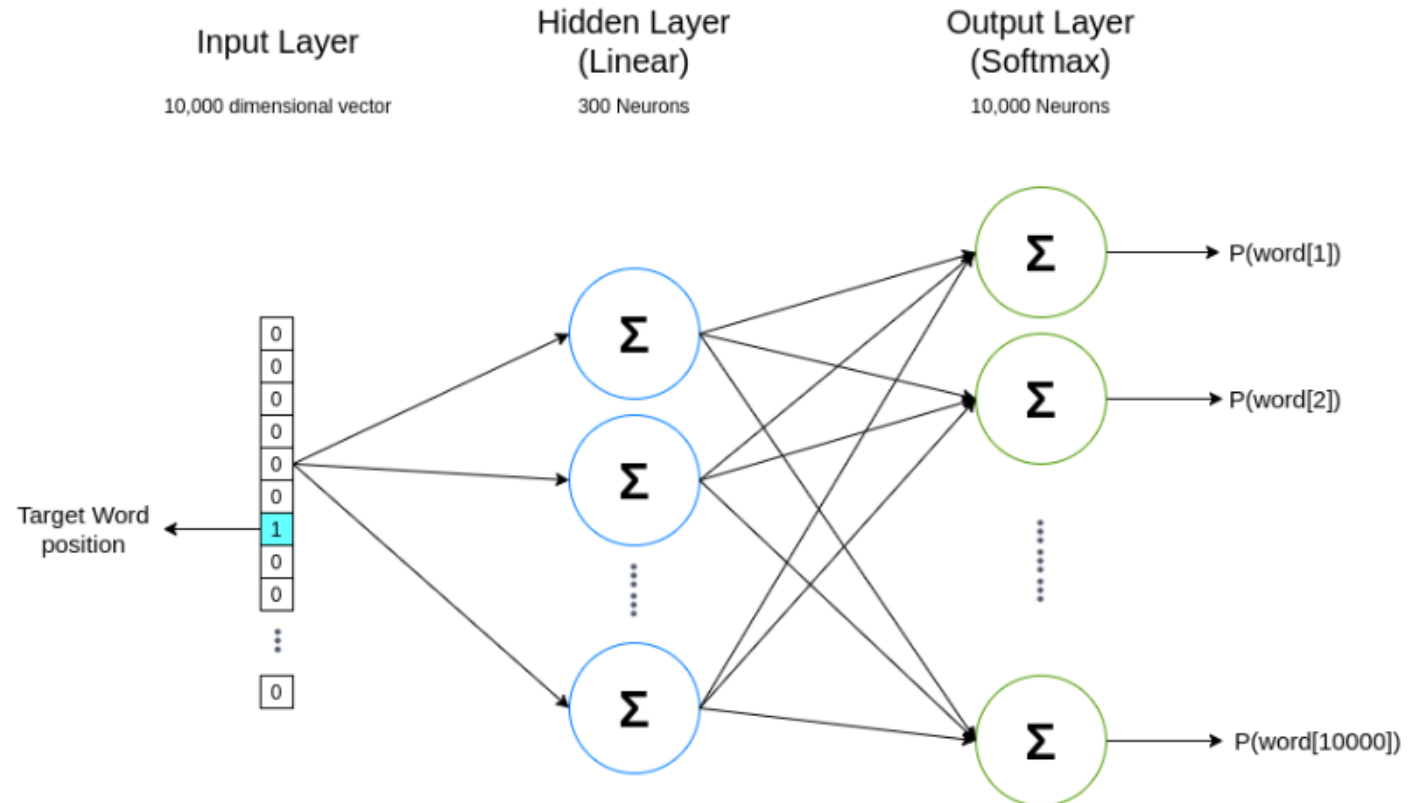 Input Layer
10,000 dimensional vector
Hidden Layer
(Linear)
300 Neurons
Output Layer
(Softmax)
10,000 Neurons
0
0
0
0
0
0
1
0
0
0
Target Word
position
Σ
Σ
Σ
Σ
Σ
Σ
P(word[1])
P(word[2])
P(word[10000])